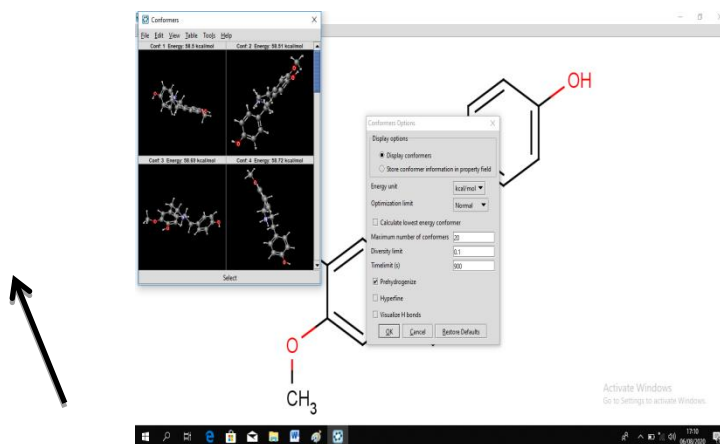 Conformers X
File Edit View Table Tools Help
Conf: 1 Energy: 58.5 kcal/mol Conf: 2 Energy: 58.51 kcal/mol
Conf: 3 Energy: 58.63 kcal/mol Conf: 4 Energy: 58.72 kcal/mol
Select
Conformers Options X
Display options
Display conformers
Store conformer information in property field
Energy unit kcal/mol
Optimization limit Normal
Calculate lowest energy conformer
Maximum number of conformers 20
Diversity limit 0.1
Timelimit (s) 900
Prehydrogenize
Hyperfine
Visualize H bonds
OK Cancel Restore Defaults
OH
O
CH3
Activate Windows
Go to Settings to activate Windows.
17:10
06/08/2020